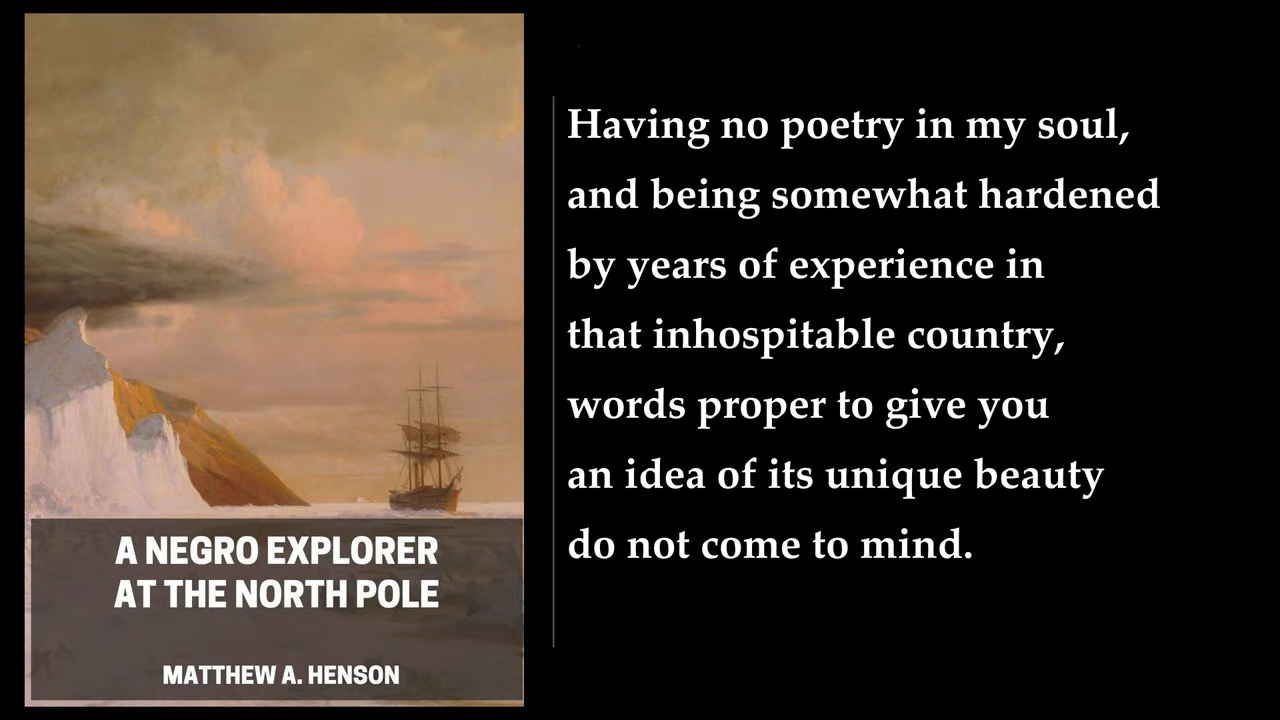 A NEGRO EXPLORER
AT THE NORTH POLE
MATTHEW A. HENSON
Having no poetry in my soul,
and being somewhat hardened
by years of experience in
that inhospitable country,
words proper to give you
an idea of its unique beauty
do not come to mind.